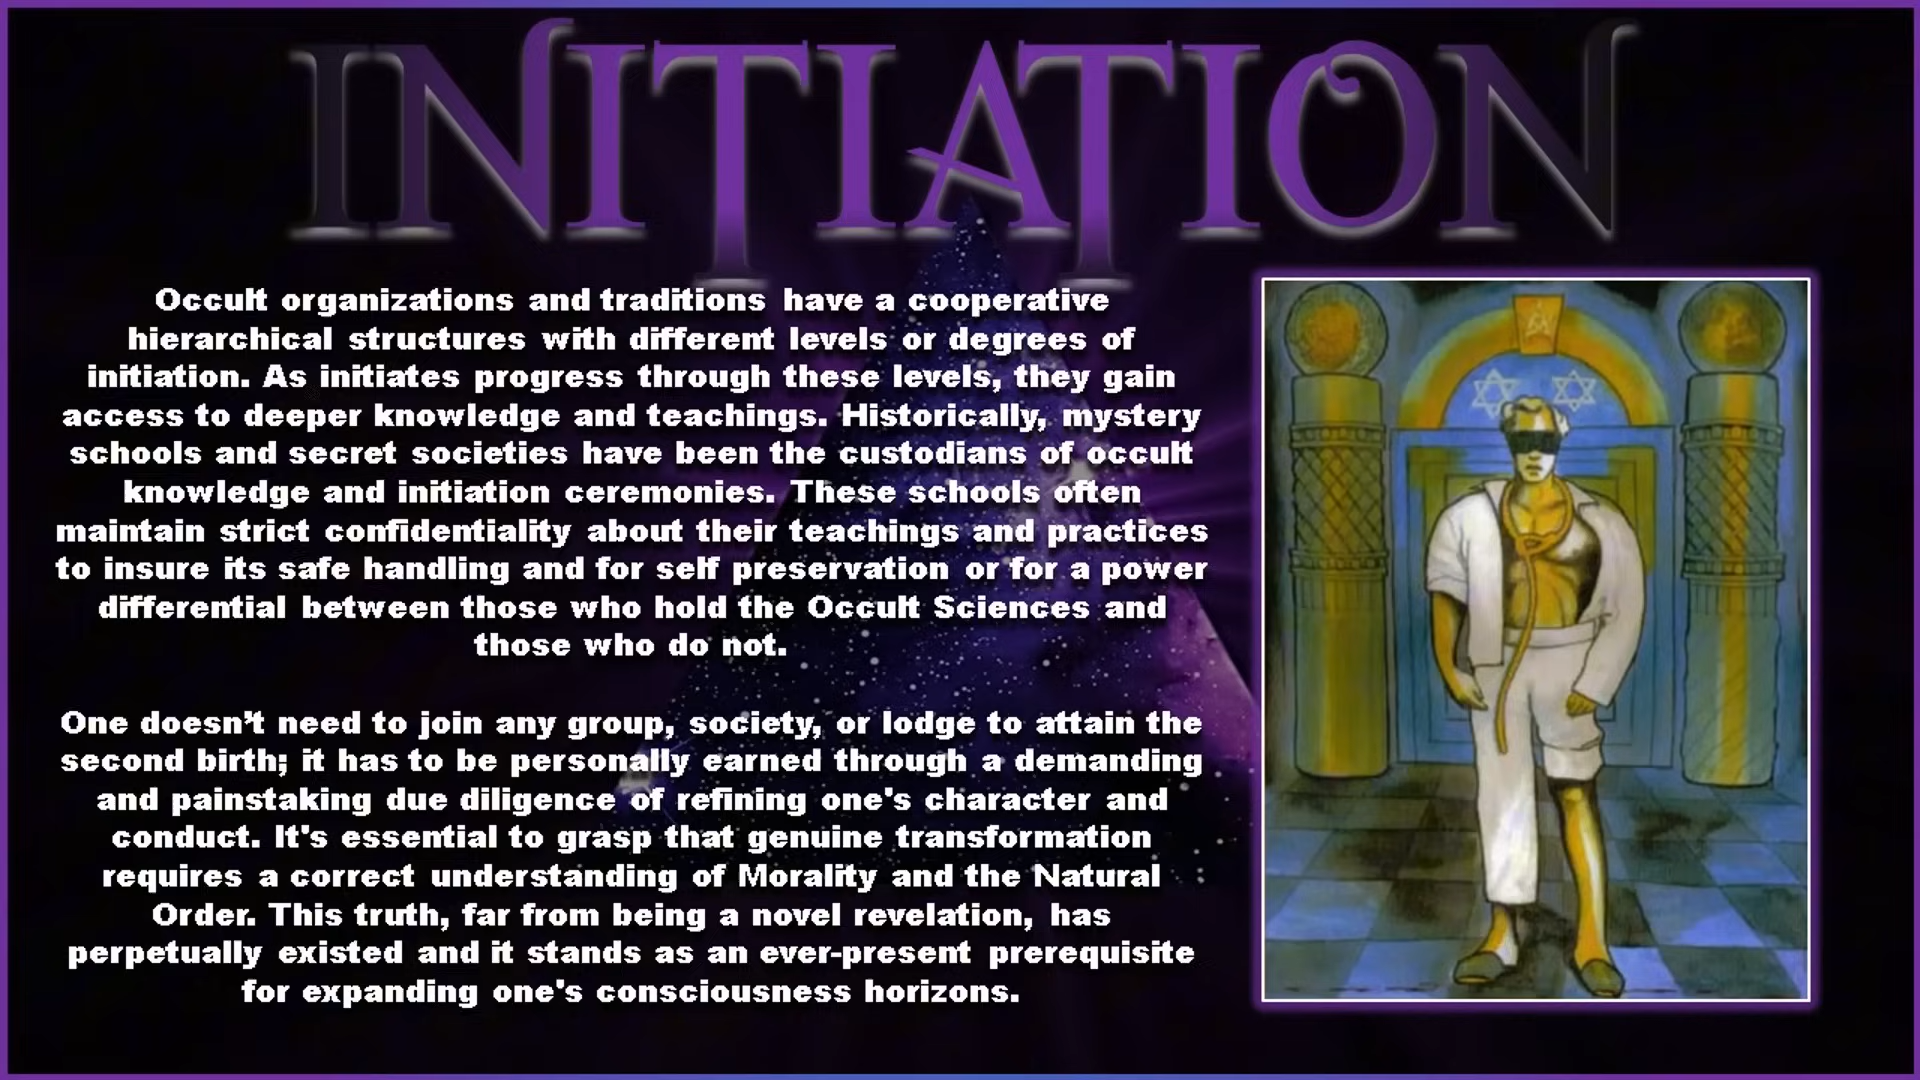 INITIATION
Occult organizations and traditions have a cooperative
hierarchical structures with different levels or degrees of
initiation. As initiates progress through these levels, they gain
access to deeper knowledge and teachings. Historically, mystery
schools and secret societies have been the custodians of occult
knowledge and initiation ceremonies. These schools often
maintain strict confidentiality about their teachings and practices
to insure its safe handling and for self preservation or for a power
differential between those who hold the Occult Sciences and
those who do not.
One doesn't need to join any group, society, or lodge to attain the
second birth; it has to be personally earned through a demanding
and painstaking due diligence of refining one's character and
conduct. It's essential to grasp that genuine transformation
requires a correct understanding of Morality and the Natural
Order. This truth, far from being a novel revelation, has
perpetually existed and it stands as an ever-present prerequisite
for expanding one's consciousness horizons.